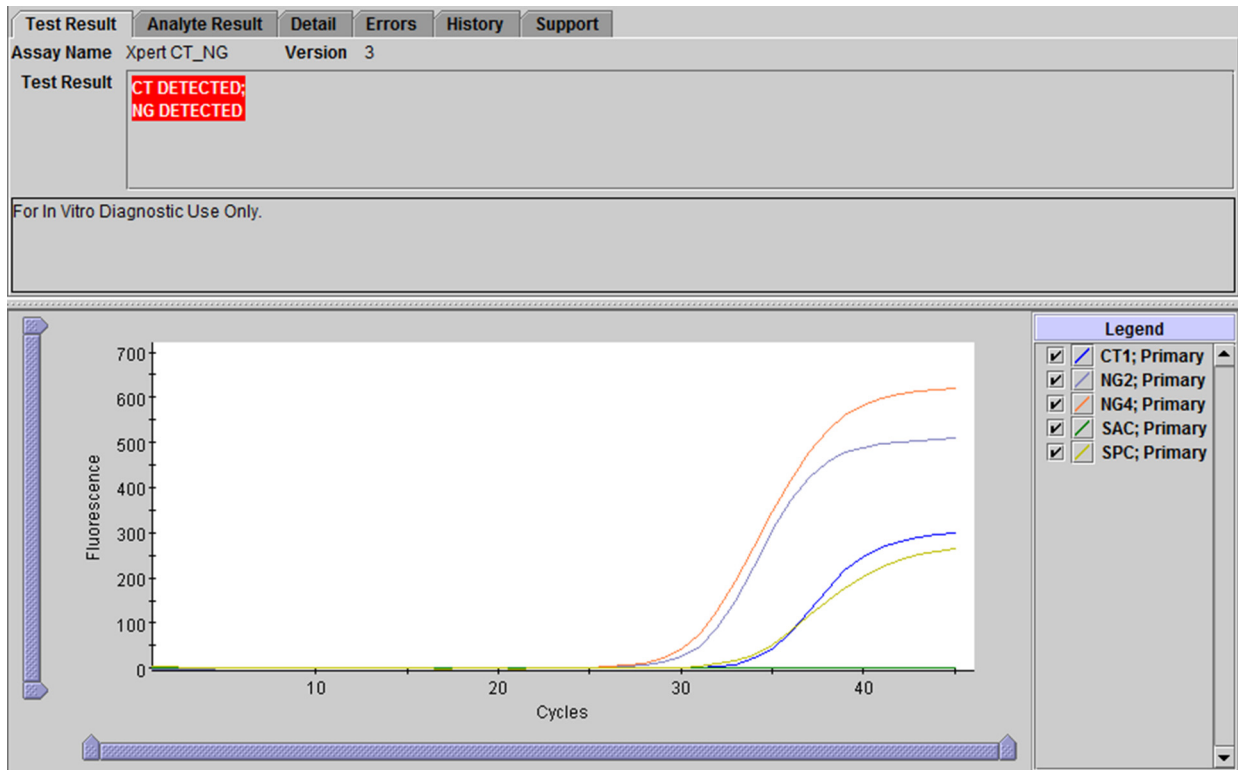 Test Result Analyte Result Detail Errors History Support
Assay Name Xpert CT_NG Version 3
Test Result CT DETECTED;
NG DETECTED
For In Vitro Diagnostic Use Only.
700
600
500
400
300
200
100
0
Fluorescence
10 20 30 40
Cycles
Legend
CT1; Primary
NG2; Primary
NG4; Primary
SAC; Primary
SPC; Primary